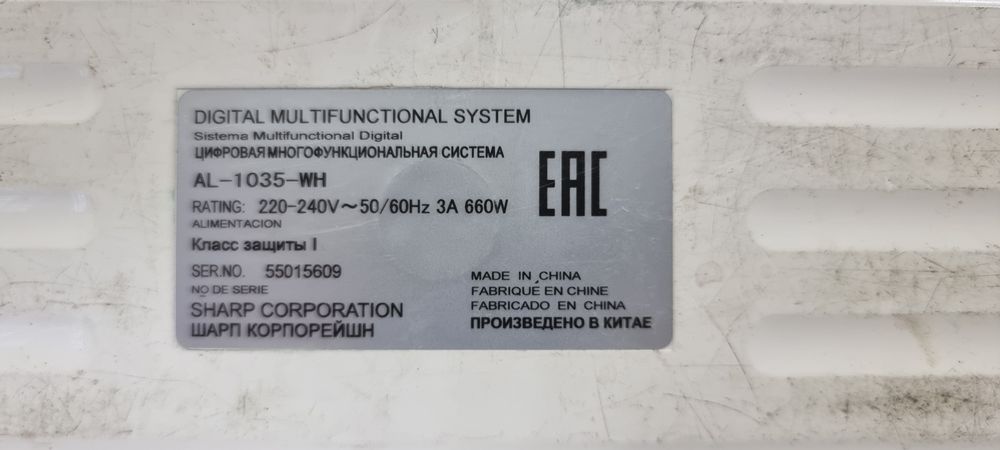 DIGITAL MULTIFUNCTIONAL SYSTEM
Sistema Multifunctional Digital
ЦИФРОВАЯ МНОГОФУНКЦИОНАЛЬНАЯ СИСТЕМА
AL-1035-WH
RATING: 220-240V～50/60Hz 3A 660W
ALIMENTACION
Класс защиты I
SER.NO. 55015609
NO DE SERIE
SHARP CORPORATION
ШАРП КОРПОРЕЙШН
EAC
MADE IN CHINA
FABRIQUÉ EN CHINE
FABRICADO EN CHINA
ПРОИЗВЕДЕНО В КИТАЕ